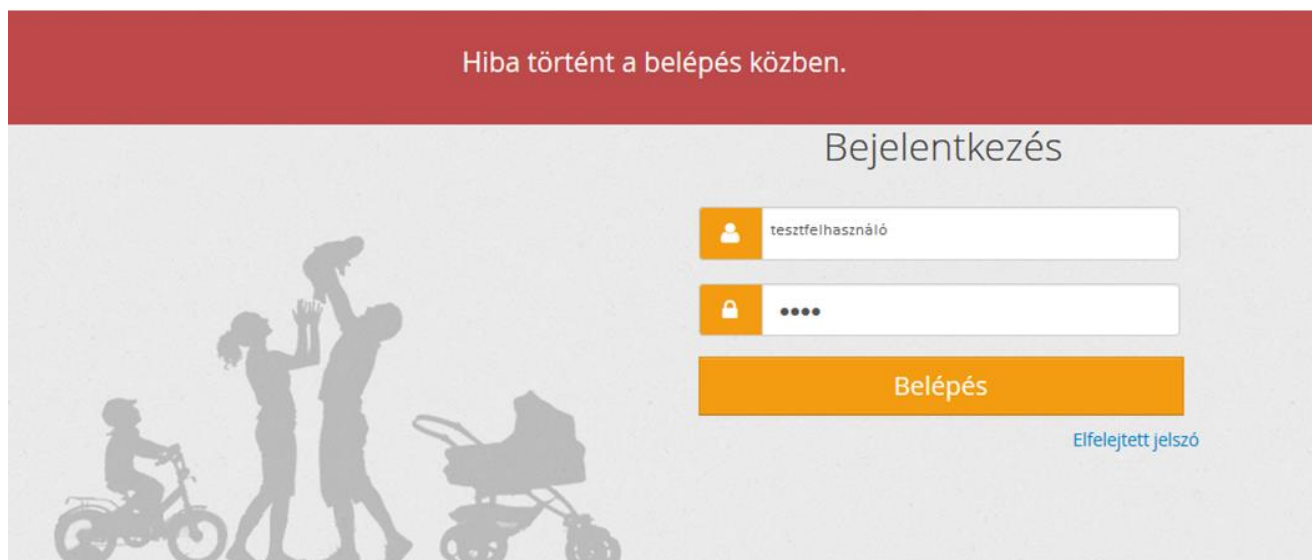 Hiba történt a belépés közben.
Bejelentkezés
tesztfelhasználó
••••
Belépés
Elfelejtett jelszó